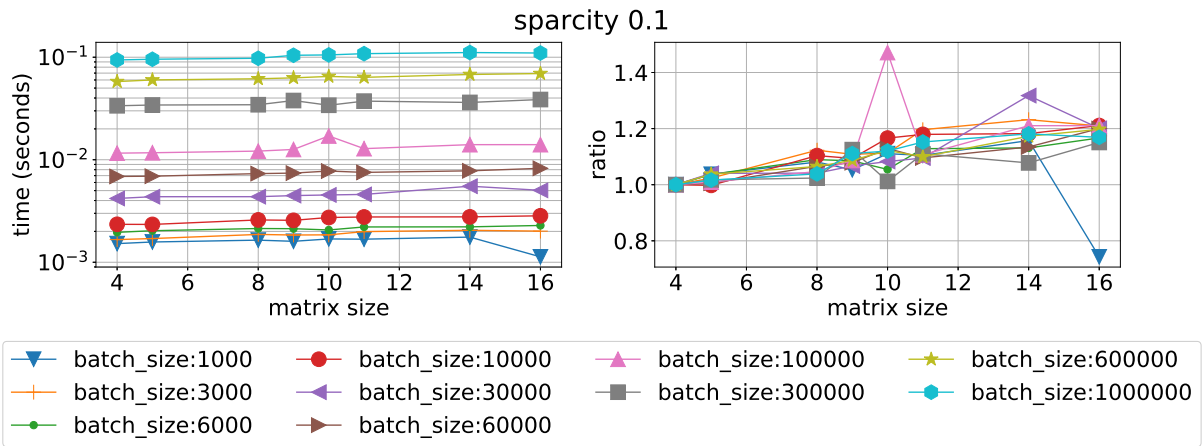 sparcity 0.1
time (seconds)
10⁻¹
10⁻²
10⁻³
4 6 8 10 12 14 16
matrix size
ratio
1.4
1.2
1.0
0.8
4 6 8 10 12 14 16
matrix size
batch_size:1000 batch_size:10000 batch_size:100000 batch_size:600000
batch_size:3000 batch_size:30000 batch_size:300000 batch_size:1000000
batch_size:6000 batch_size:60000